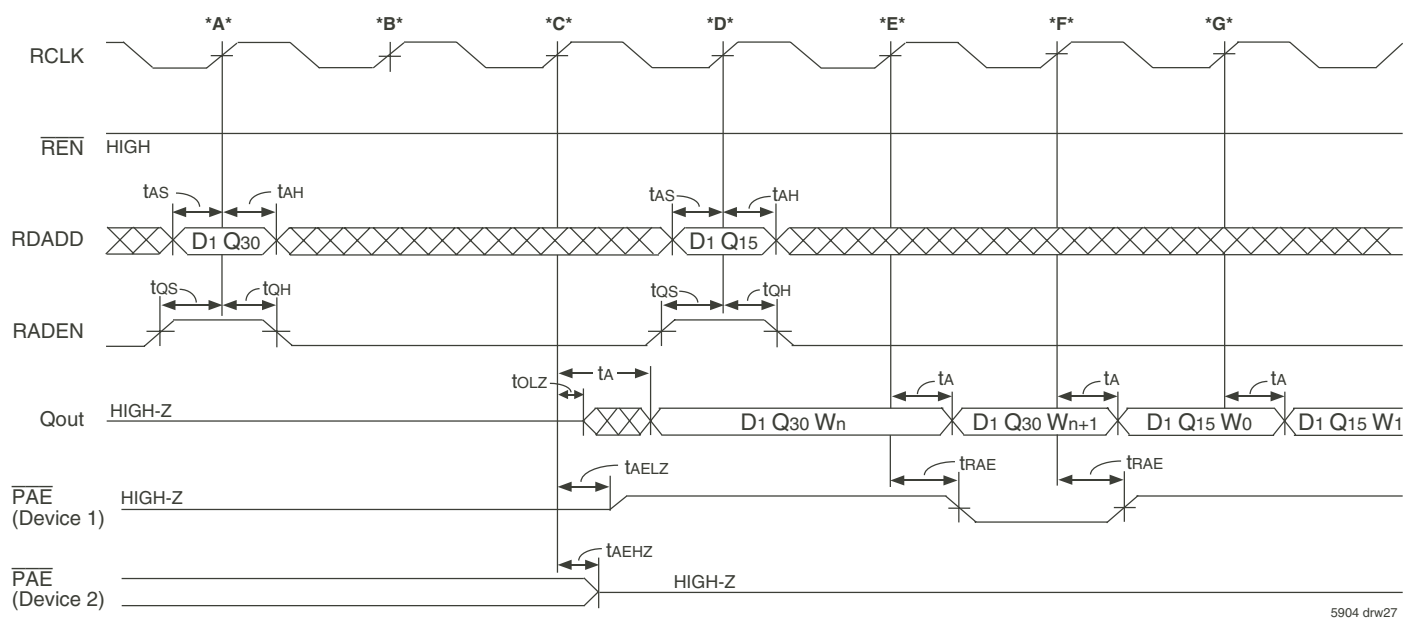 *A* *B* *C* *D* *E* *F* *G*
RCLK
REN HIGH
tAS tAH tAS tAH
RDADD D1 Q30 D1 Q15
tQS tQH tQS tQH
RADEN
tOLZ tA tA tA tA
Qout HIGH-Z D1 Q30 Wn D1 Q30 Wn+1 D1 Q15 W0 D1 Q15 W1
tAELZ tRAE tRAE
PAE HIGH-Z
(Device 1)
tAEHZ
PAE HIGH-Z
(Device 2)
5904 drw27